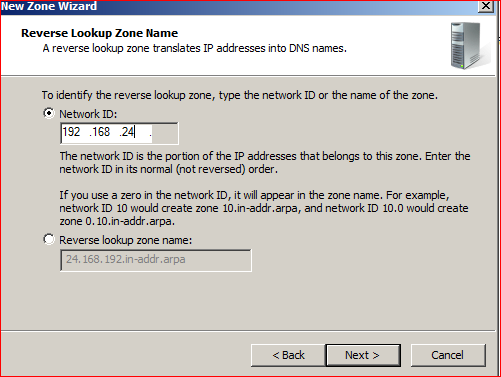 New Zone Wizard
Reverse Lookup Zone Name
A reverse lookup zone translates IP addresses into DNS names.
To identify the reverse lookup zone, type the network ID or the name of the zone.
Network ID:
192 .168 .24 .
The network ID is the portion of the IP addresses that belongs to this zone. Enter the
network ID in its normal (not reversed) order.
If you use a zero in the network ID, it will appear in the zone name. For example,
network ID 10 would create zone 10.in-addr.arpa, and network ID 10.0 would create
zone 0.10.in-addr.arpa.
Reverse lookup zone name:
24.168.192.in-addr.arpa
< Back Next > Cancel